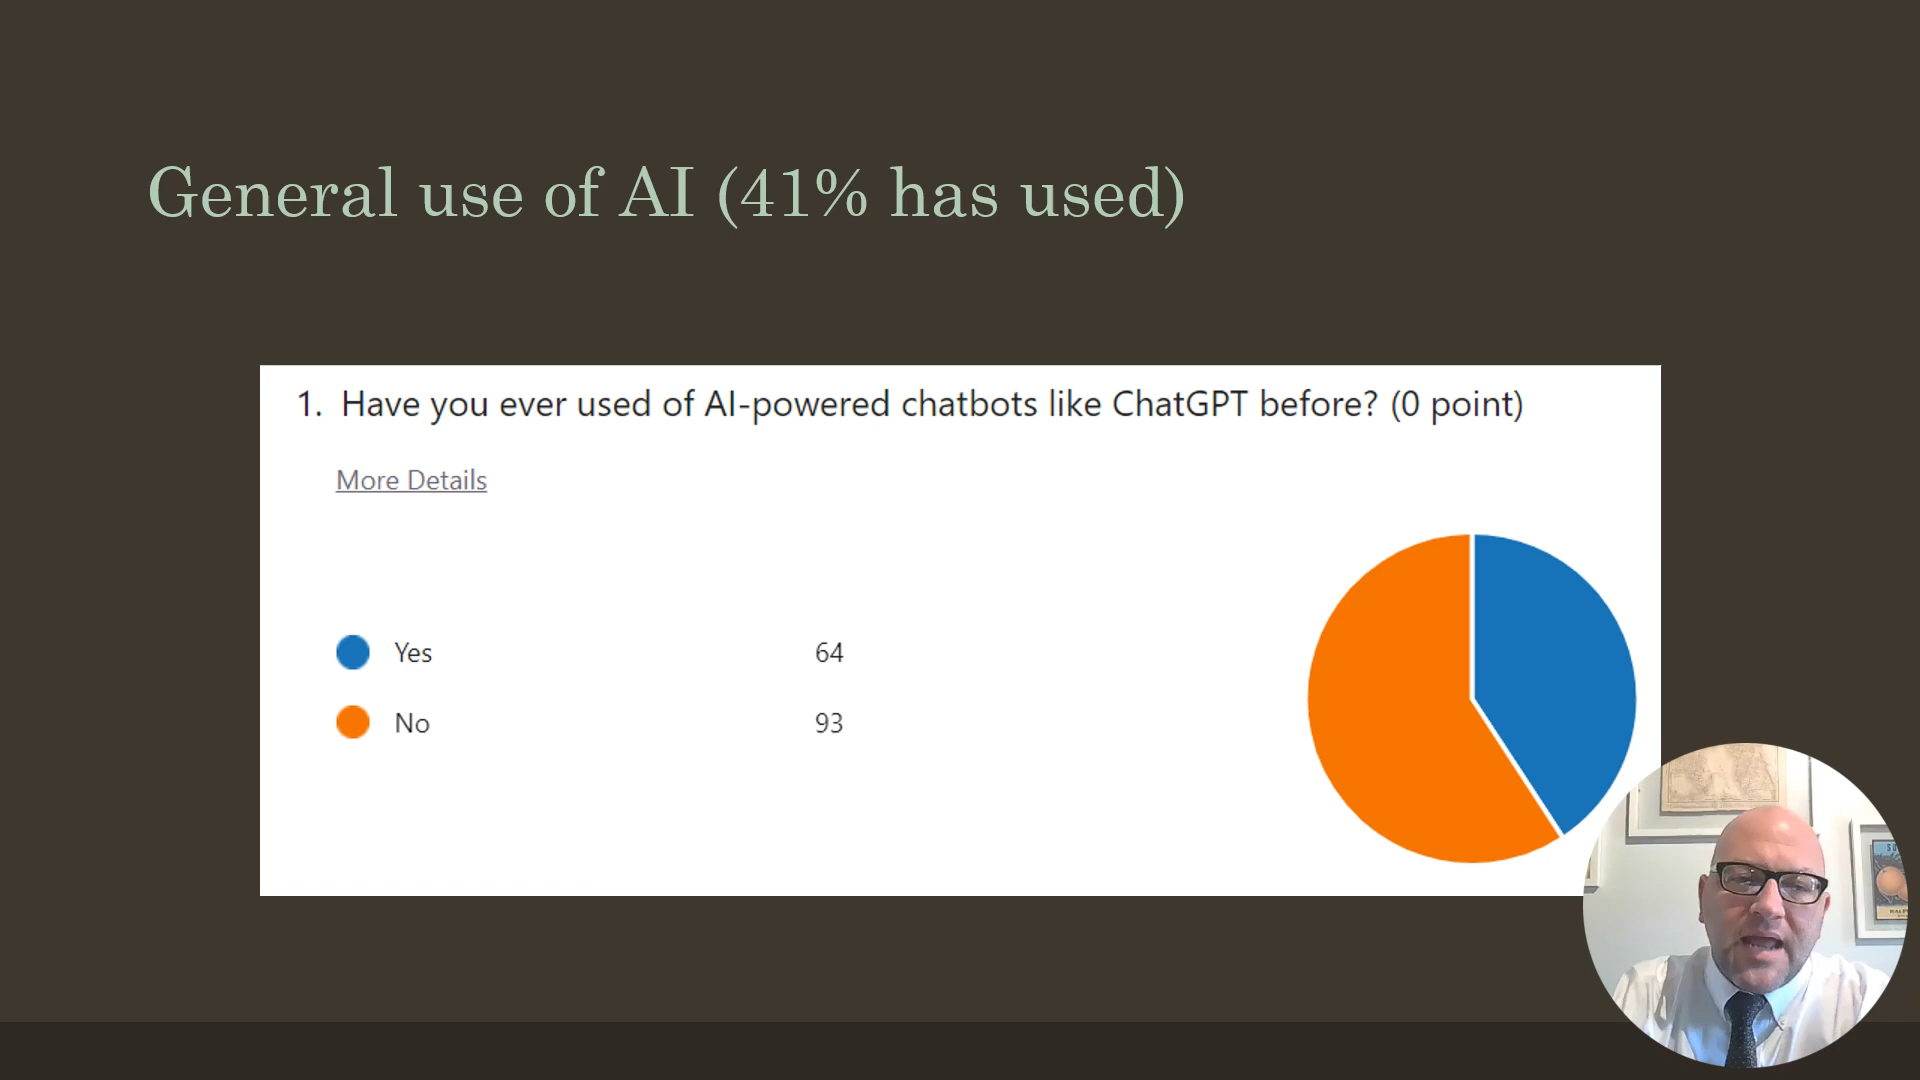 General use of AI (41% has used)
1. Have you ever used of AI-powered chatbots like ChatGPT before? (0 point)
More Details
Yes 64
No 93